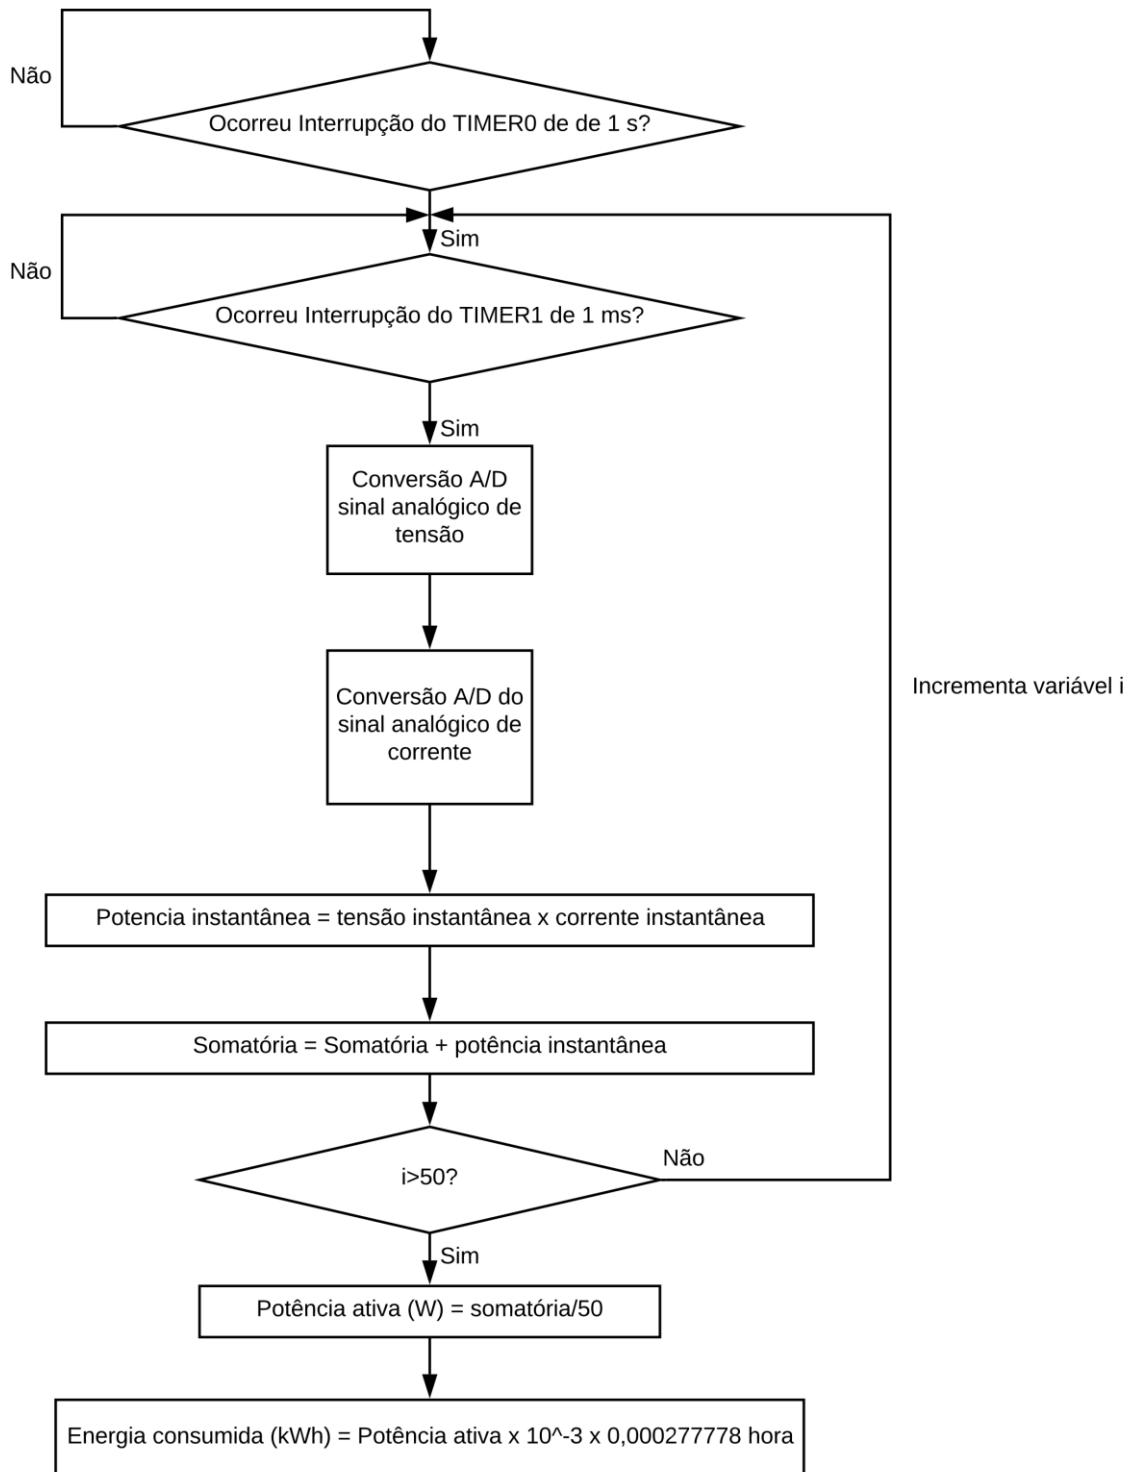 Não
Ocorreu Interrupção do TIMER0 de de 1 s?
Sim
Não
Ocorreu Interrupção do TIMER1 de 1 ms?
Sim
Conversão A/D
sinal analógico de
tensão
Conversão A/D do
sinal analógico de
corrente
Incrementa variável i
Potencia instantânea = tensão instantânea x corrente instantânea
Somatória = Somatória + potência instantânea
Não
i>50?
Sim
Potência ativa (W) = somatória/50
Energia consumida (kWh) = Potência ativa x 10^-3 x 0,000277778 hora